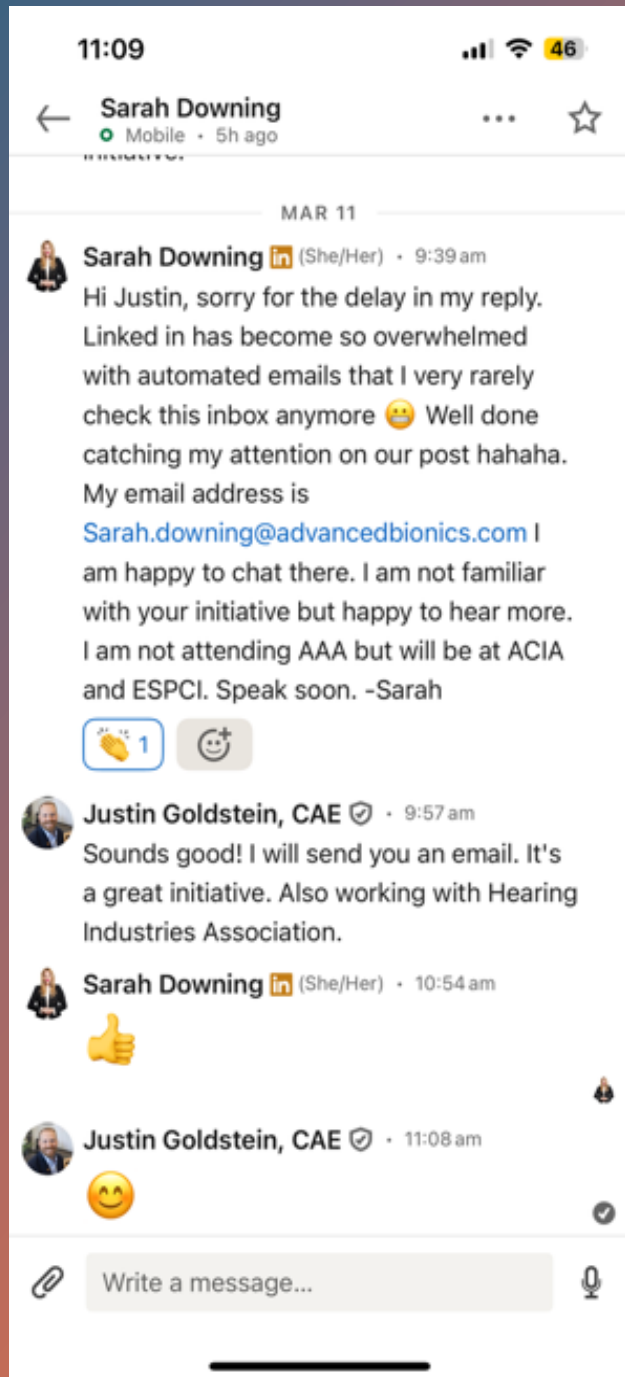 11:09
46
Sarah Downing
Mobile • 5h ago
initiative.
MAR 11
Sarah Downing in (She/Her) • 9:39 am
Hi Justin, sorry for the delay in my reply.
Linked in has become so overwhelmed
with automated emails that I very rarely
check this inbox anymore 😬 Well done
catching my attention on our post hahaha.
My email address is
Sarah.downing@advancedbionics.com I
am happy to chat there. I am not familiar
with your initiative but happy to hear more.
I am not attending AAA but will be at ACIA
and ESPCI. Speak soon. -Sarah
👏 1
Justin Goldstein, CAE • 9:57 am
Sounds good! I will send you an email. It's
a great initiative. Also working with Hearing
Industries Association.
Sarah Downing in (She/Her) • 10:54 am
👍
Justin Goldstein, CAE • 11:08 am
😊
Write a message...